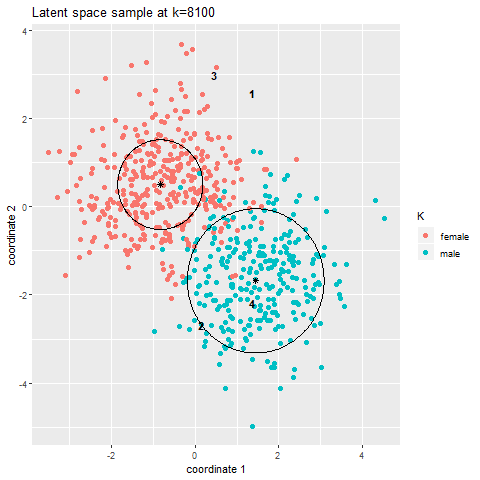 Latent space sample at k=8100
4
2
0
-2
-4
coordinate 2
3
1
2
4
-2
0
2
4
coordinate 1
K
female
male